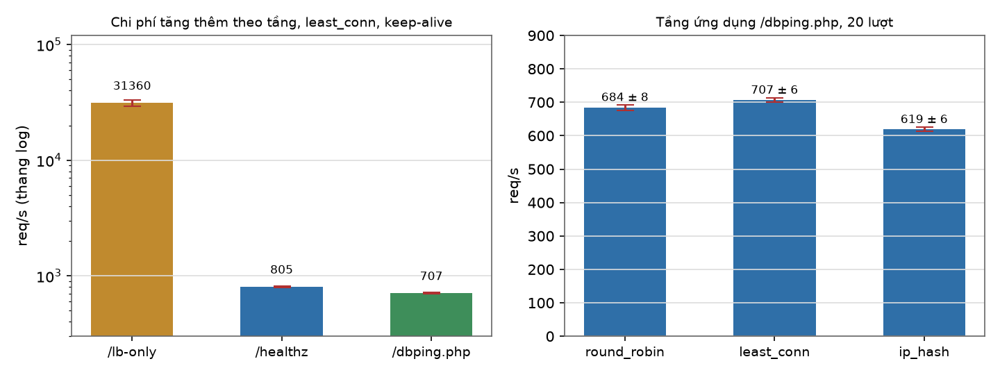 Chi phí tăng thêm theo tầng, least_conn, keep-alive
req/s (thang log)
10^5
10^4
10^3
31360
805
707
/lb-only
/healthz
/dbping.php
Tầng ứng dụng /dbping.php, 20 lượt
req/s
900
800
700
600
500
400
300
200
100
0
684 ± 8
707 ± 6
619 ± 6
round_robin
least_conn
ip_hash